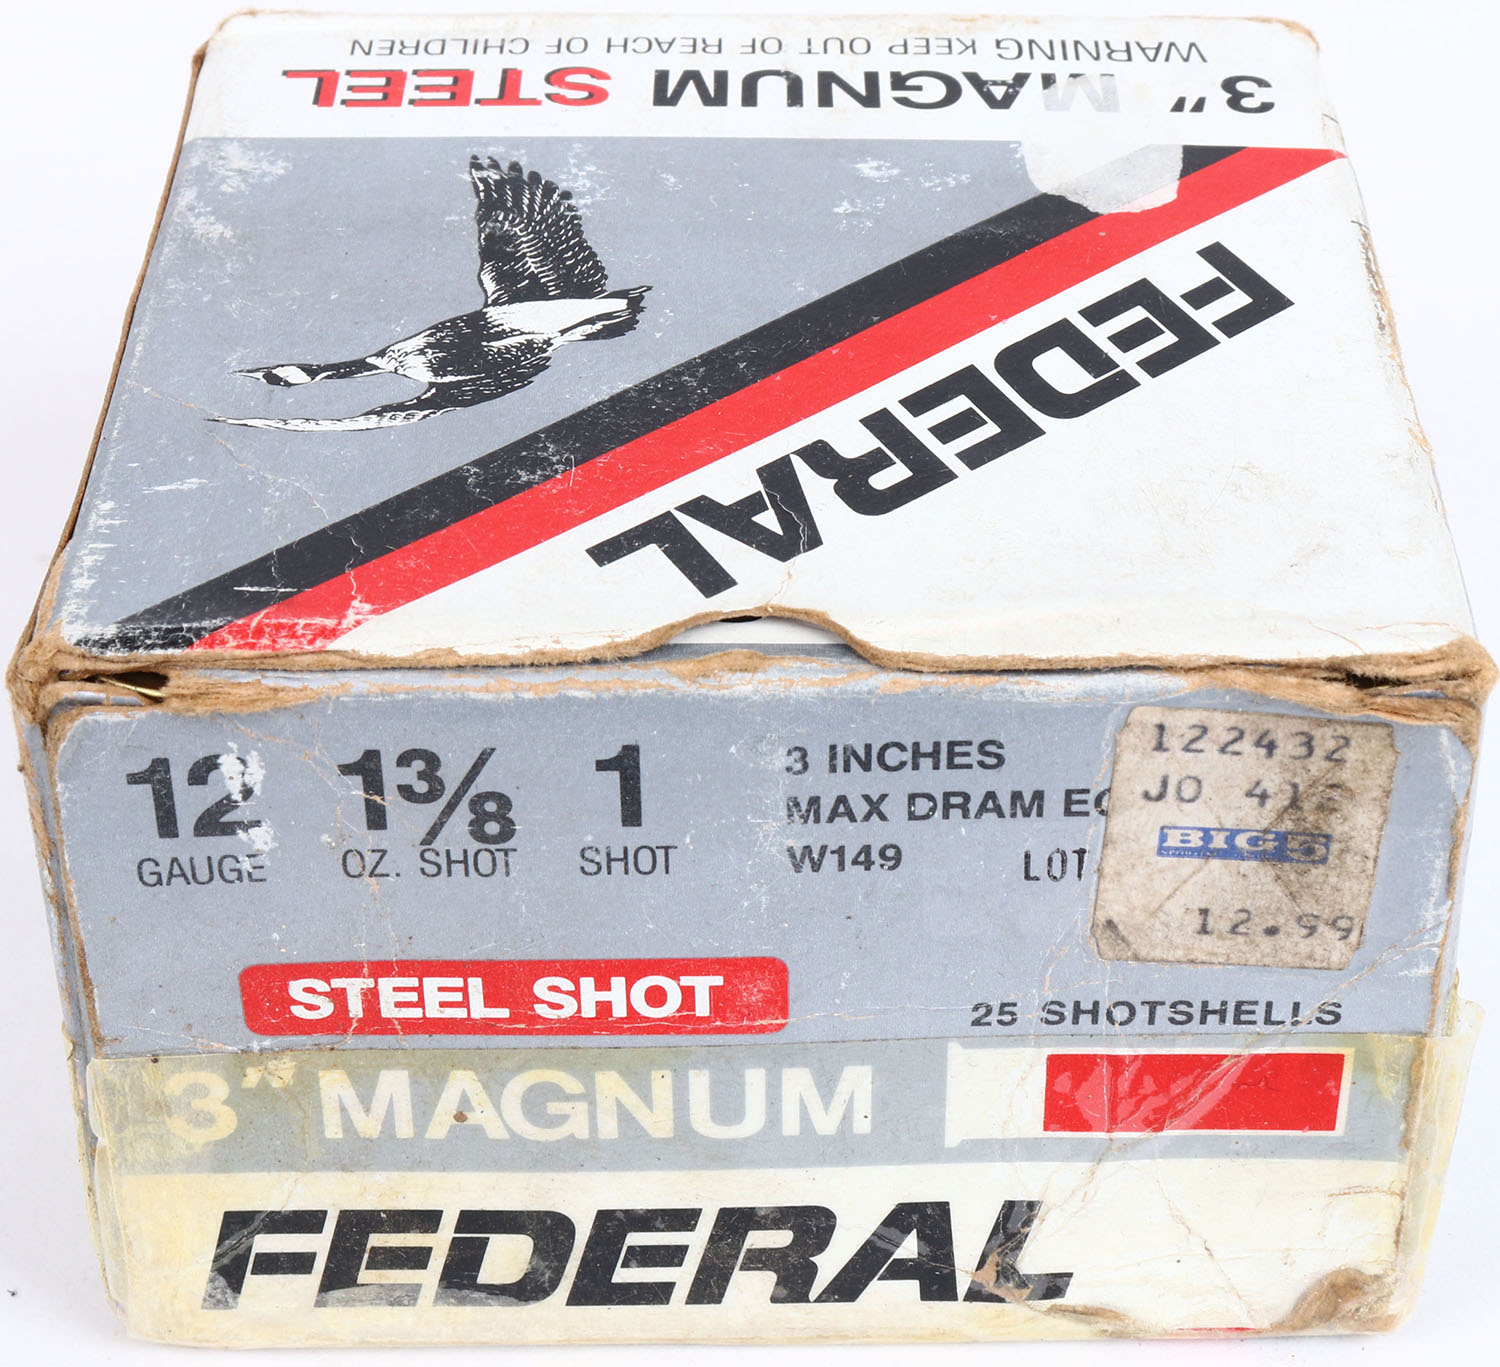 WARNING KEEP OUT OF REACH OF CHILDREN
3" MAGNUM STEEL
FEDERAL
12 1 3/8 1
GAUGE OZ. SHOT SHOT
3 INCHES
MAX DRAM EQ
W149 LOT
122432
JO 412
BIG 5
12.99
STEEL SHOT
25 SHOTSHELLS
3" MAGNUM
FEDERAL